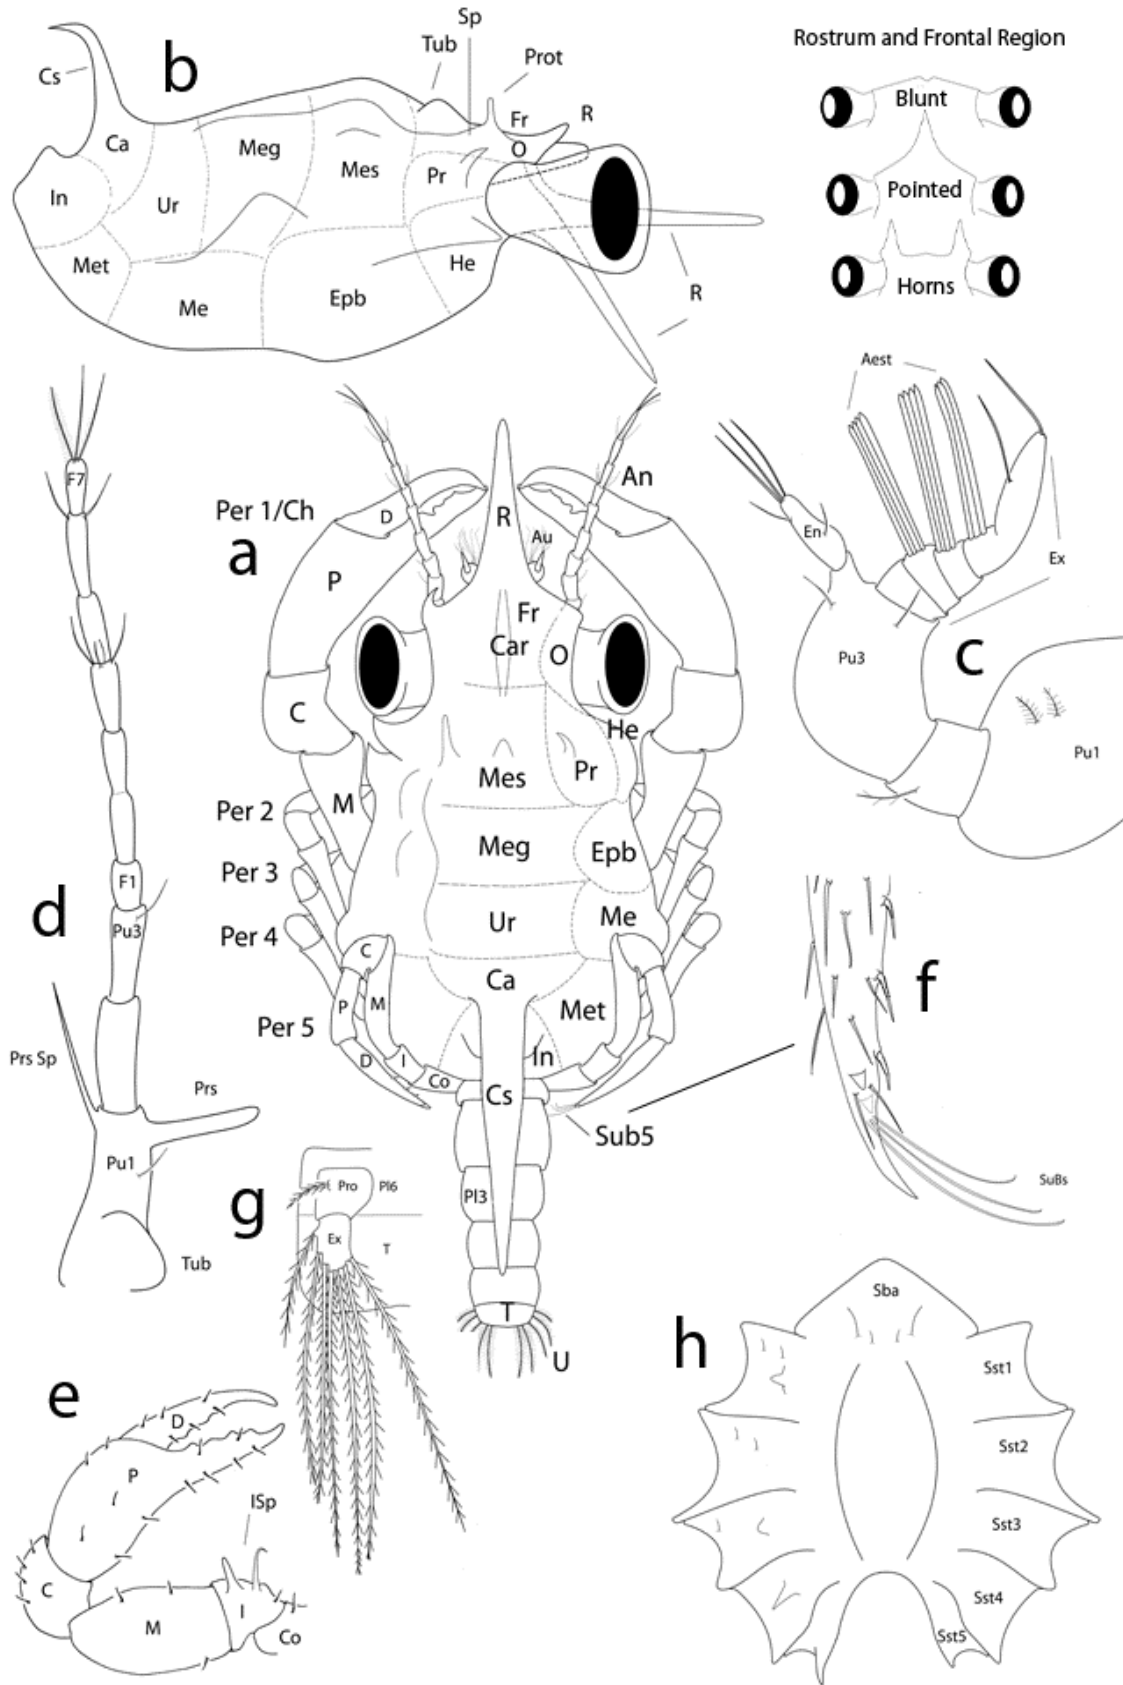 Sp
Tub
Prot
Cs
b
Fr
R
Ca
Meg
Mes
Pr
O
In
Ur
Met
He
Me
Epb
R
Rostrum and Frontal Region
Blunt
Pointed
Horns
Aest
En
Ex
Pu3
c
Pu1
F7
F1
d
Pu3
Prs Sp
Prs
Pu1
Tub
An
Per 1/Ch
D
R
Au
a
P
Fr
Car
O
C
He
Mes
Pr
Per 2
M
Meg
Epb
Per 3
Ur
Me
Per 4
C
Ca
P
M
Met
Per 5
D
I
In
Co
Cs
Sub5
Pl3
T
U
f
SuBs
g
Pro
Pl6
Ex
T
e
D
P
ISp
C
I
M
Co
h
Sba
Sst1
Sst2
Sst3
Sst4
Sst5